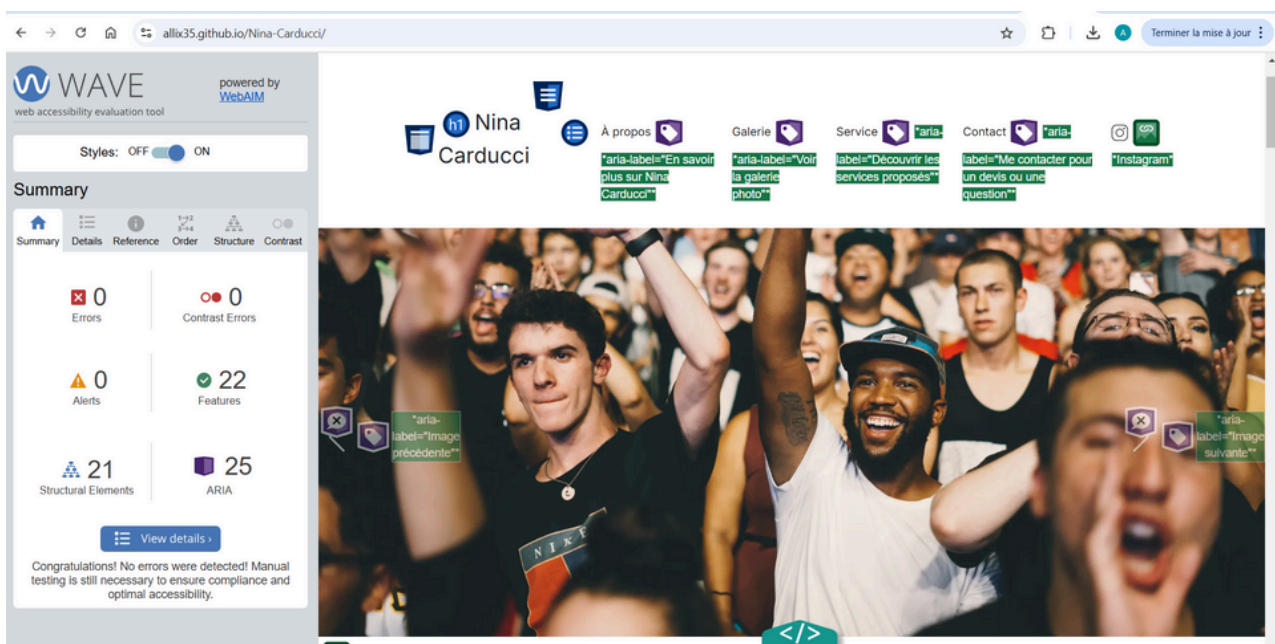 allix35.github.io/Nina-Carducci/
A
Terminer la mise à jour
WAVE
web accessibility evaluation tool
powered by
WebAIM
Styles: OFF ON
Summary
Summary Details Reference Order Structure Contrast
0
Errors
0
Contrast Errors
0
Alerts
22
Features
21
Structural Elements
25
ARIA
View details ›
Congratulations! No errors were detected! Manual
testing is still necessary to ensure compliance and
optimal accessibility.
h1 Nina
Carducci
À propos
*aria-label="En savoir
plus sur Nina
Carducci"*
Galerie
*aria-label="Voir
la galerie
photo"*
Service *aria-
label="Découvrir les
services proposés"*
Contact *aria-
label="Me contacter pour
un devis ou une
question"*
*Instagram*
*aria-
label="Image
précédente"*
*aria-
label="Image
suivante"*
NIKE
</>